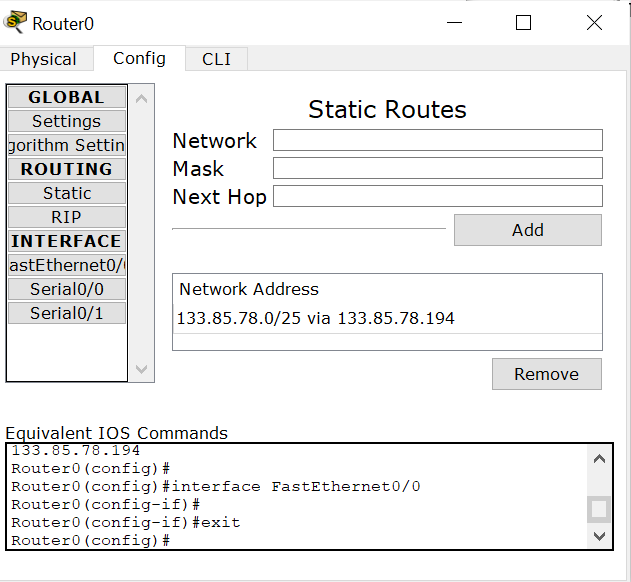 Router0
Physical Config CLI
GLOBAL
Settings
gorithm Settin
ROUTING
Static
RIP
INTERFACE
astEthernet0/
Serial0/0
Serial0/1
Static Routes
Network
Mask
Next Hop
Add
Network Address
133.85.78.0/25 via 133.85.78.194
Remove
Equivalent IOS Commands
133.85.78.194
Router0(config)#
Router0(config)#interface FastEthernet0/0
Router0(config-if)#
Router0(config-if)#exit
Router0(config)#